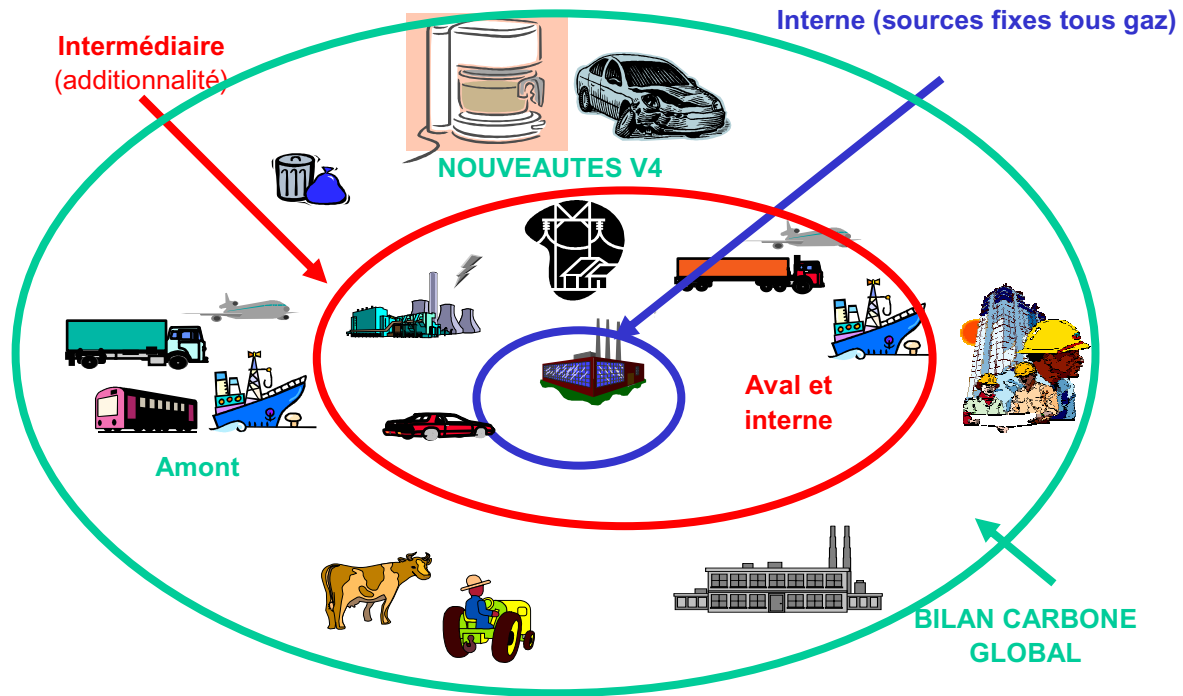 Interne (sources fixes tous gaz)
Intermédiaire
(additionnalité)
NOUVEAUTES V4
Aval et
interne
Amont
BILAN CARBONE
GLOBAL